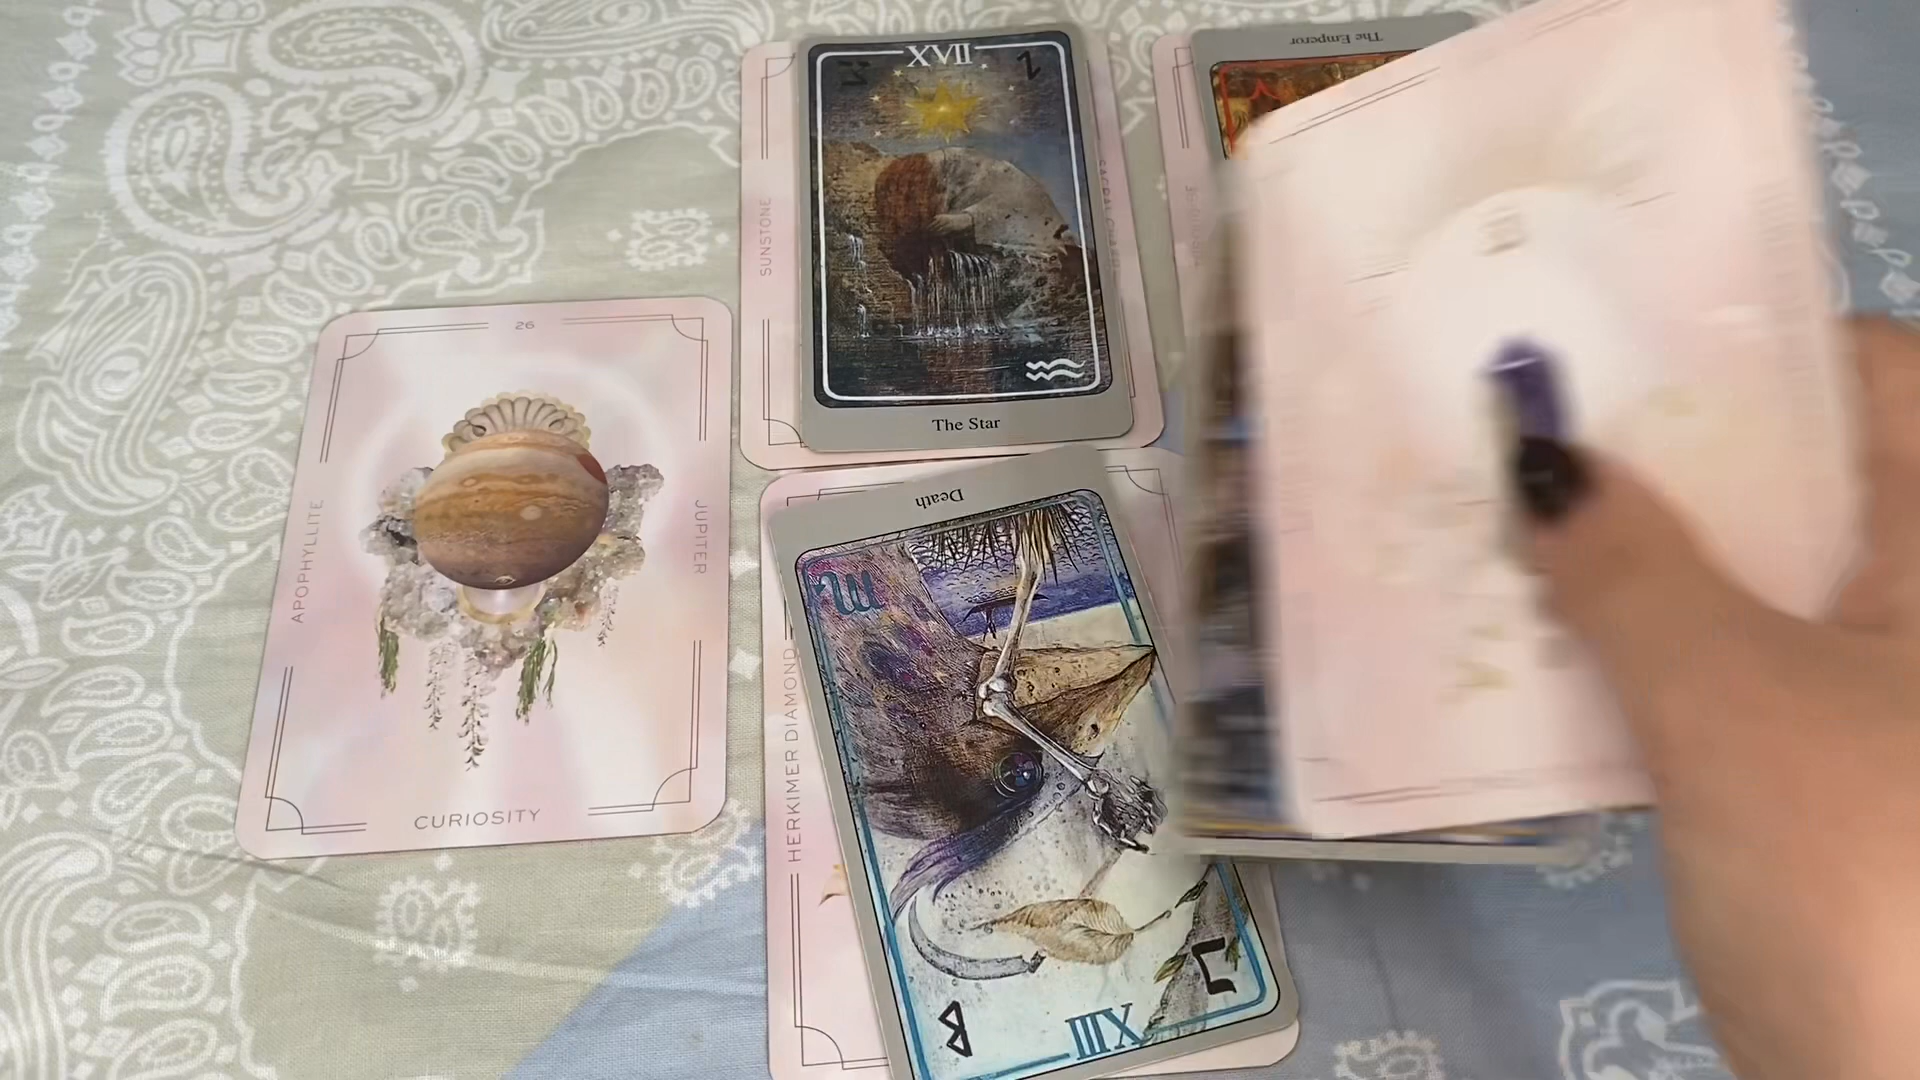 26
APOPHYLLITE
JUPITER
CURIOSITY
SUNSTONE
XVII
The Star
The Emperor
Death
HERKIMER DIAMOND
XIII